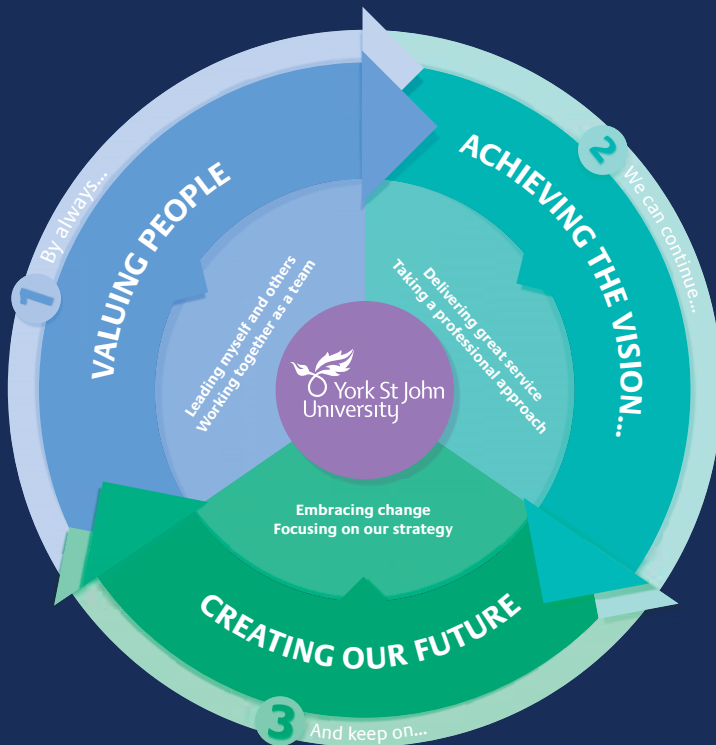 1
By always...
VALUING PEOPLE
Leading myself and others
Working together as a team
2
We can continue...
ACHIEVING THE VISION...
Delivering great service
Taking a professional approach
York St John
University
Embracing change
Focusing on our strategy
CREATING OUR FUTURE
3
And keep on...